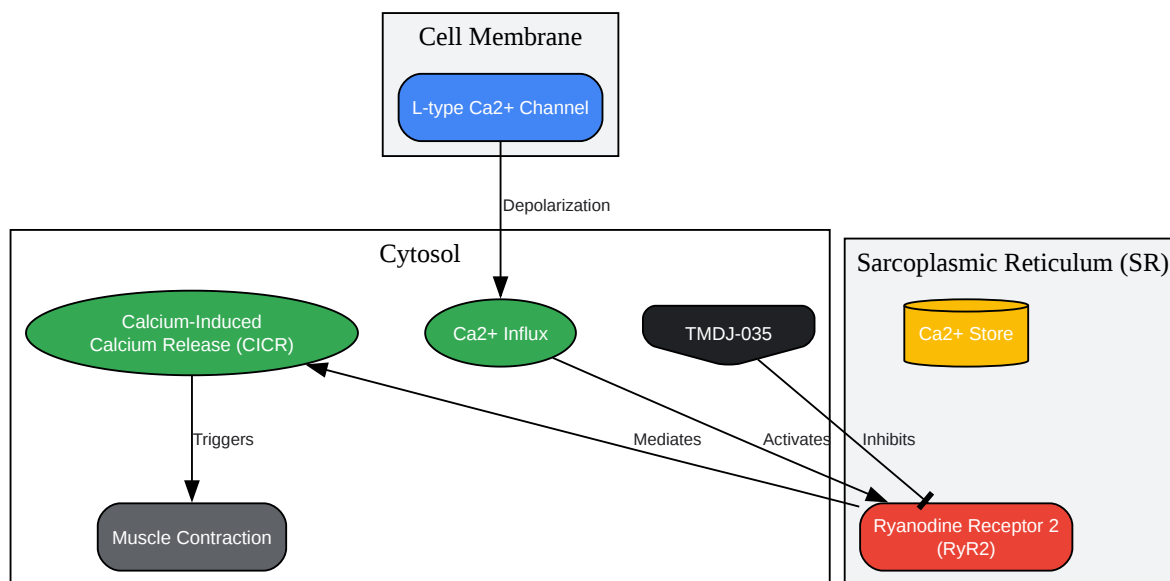 Cell Membrane
L-type Ca2+ Channel
Depolarization
Cytosol
Sarcoplasmic Reticulum (SR)
Calcium-Induced
Calcium Release (CICR)
Ca2+ Influx
TMDJ-035
Ca2+ Store
Triggers
Mediates
Activates
Inhibits
Muscle Contraction
Ryanodine Receptor 2
(RyR2)